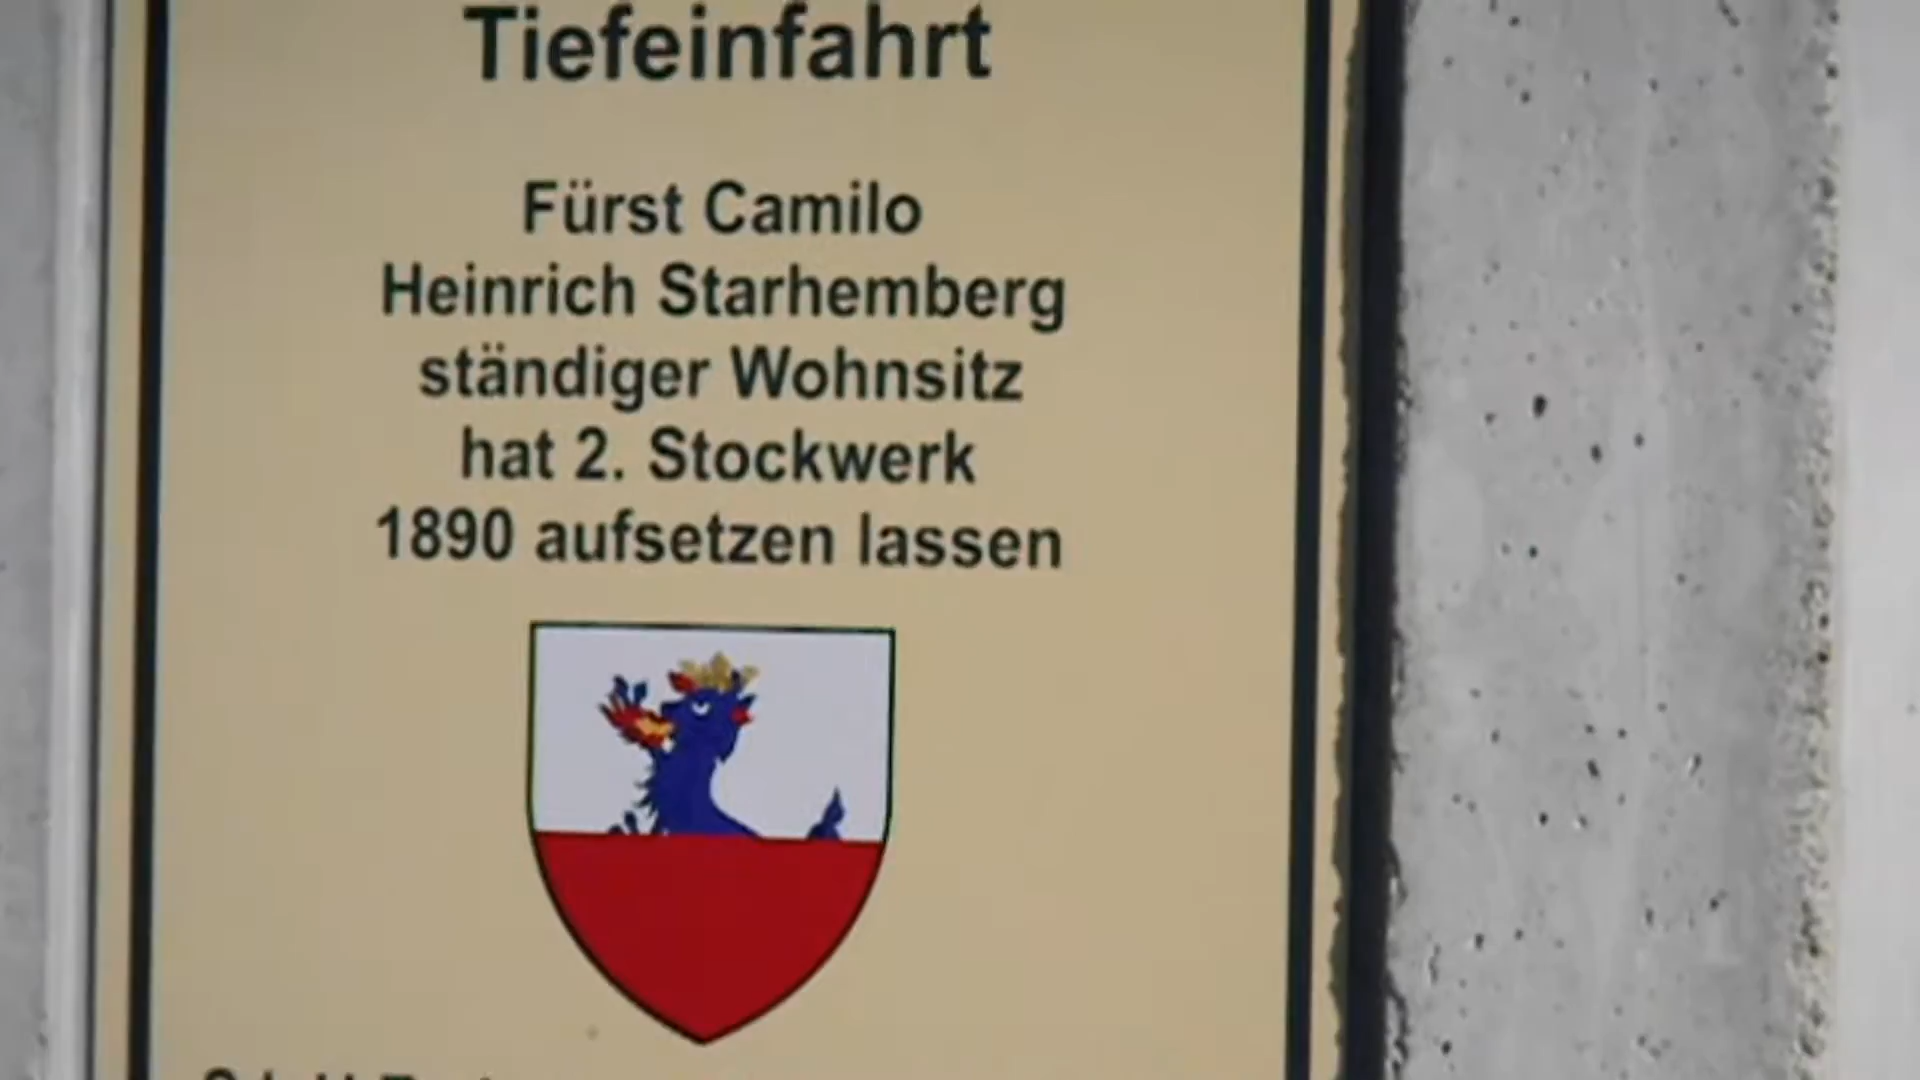 Tiefeinfahrt
Fürst Camilo
Heinrich Starhemberg
ständiger Wohnsitz
hat 2. Stockwerk
1890 aufsetzen lassen